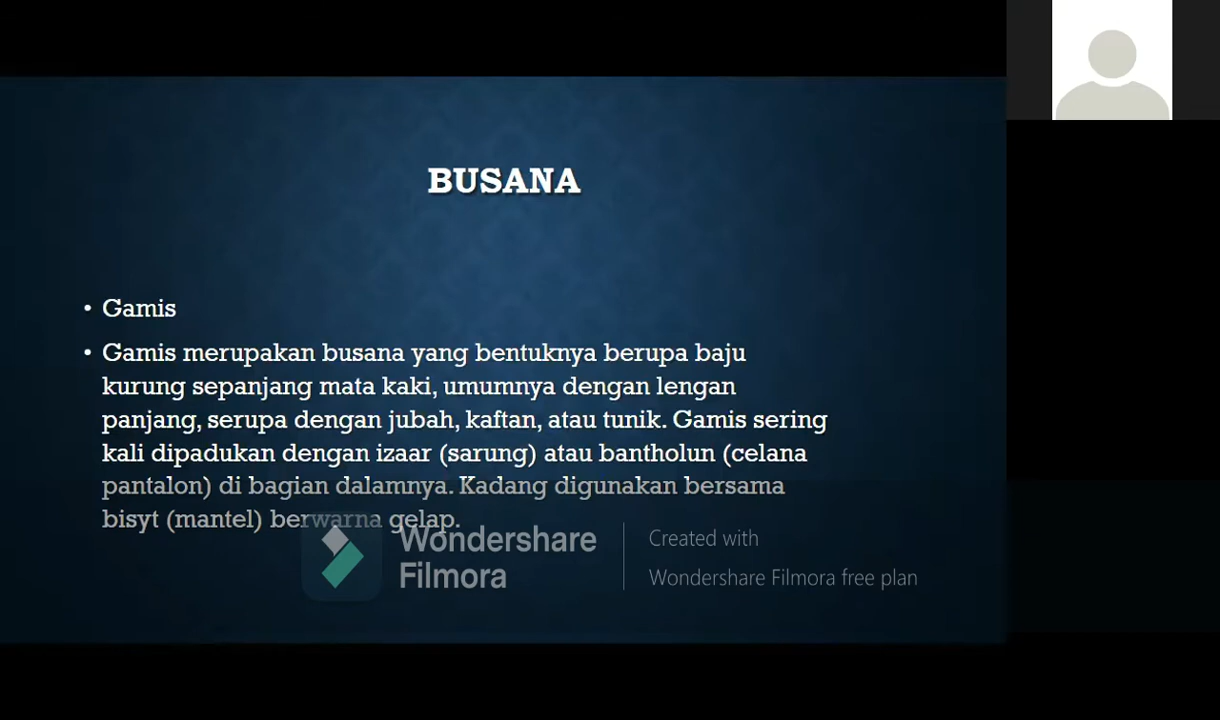 BUSANA
• Gamis
• Gamis merupakan busana yang bentuknya berupa baju
kurung sepanjang mata kaki, umumnya dengan lengan
panjang, serupa dengan jubah, kaftan, atau tunik. Gamis sering
kali dipadukan dengan izaar (sarung) atau bantholun (celana
pantalon) di bagian dalamnya. Kadang digunakan bersama
bisyt (mantel) berwarna gelap.
Wondershare
Filmora
Created with
Wondershare Filmora free plan